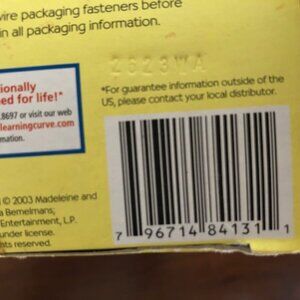 wire packaging fasteners before
in all packaging information.
2623WA
ionally
ed for life!*
.8697 or visit our web
learningcurve.com
mation.
*For guarantee information outside of the
US, please contact your local distributor.
© 2003 Madeleine and
a Bemelmans,
Entertainment, L.P.
under license.
hts reserved.
7 96714 84131 1